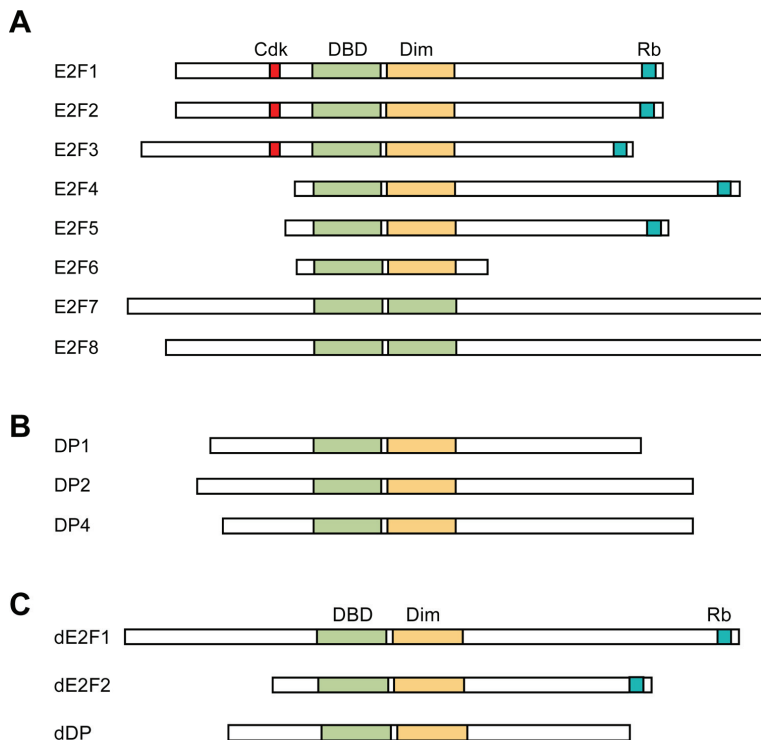 A
Cdk DBD Dim Rb
E2F1
E2F2
E2F3
E2F4
E2F5
E2F6
E2F7
E2F8
B
DP1
DP2
DP4
C
DBD Dim Rb
dE2F1
dE2F2
dDP